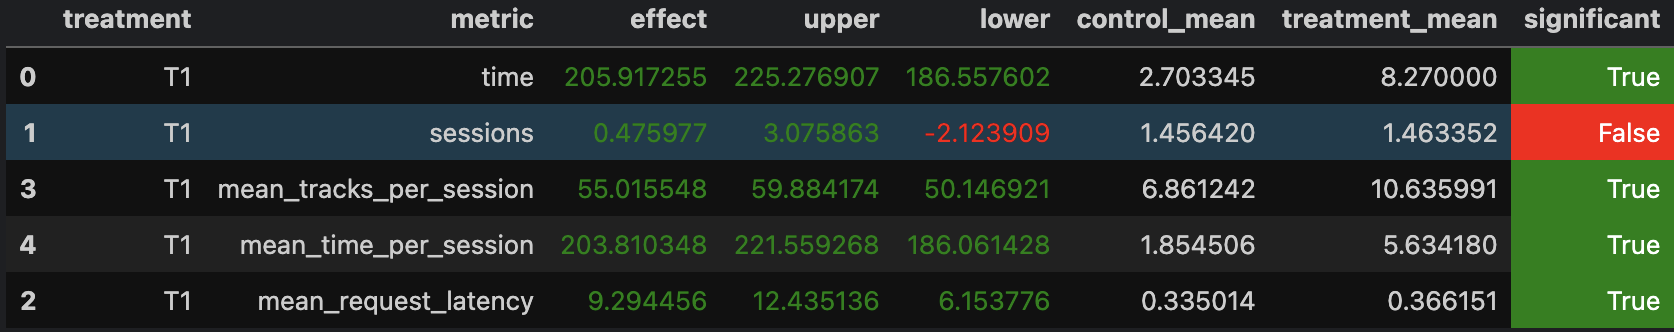 treatment metric effect upper lower control_mean treatment_mean significant
0 T1 time 205.917255 225.276907 186.557602 2.703345 8.270000 True
1 T1 sessions 0.475977 3.075863 -2.123909 1.456420 1.463352 False
3 T1 mean_tracks_per_session 55.015548 59.884174 50.146921 6.861242 10.635991 True
4 T1 mean_time_per_session 203.810348 221.559268 186.061428 1.854506 5.634180 True
2 T1 mean_request_latency 9.294456 12.435136 6.153776 0.335014 0.366151 True